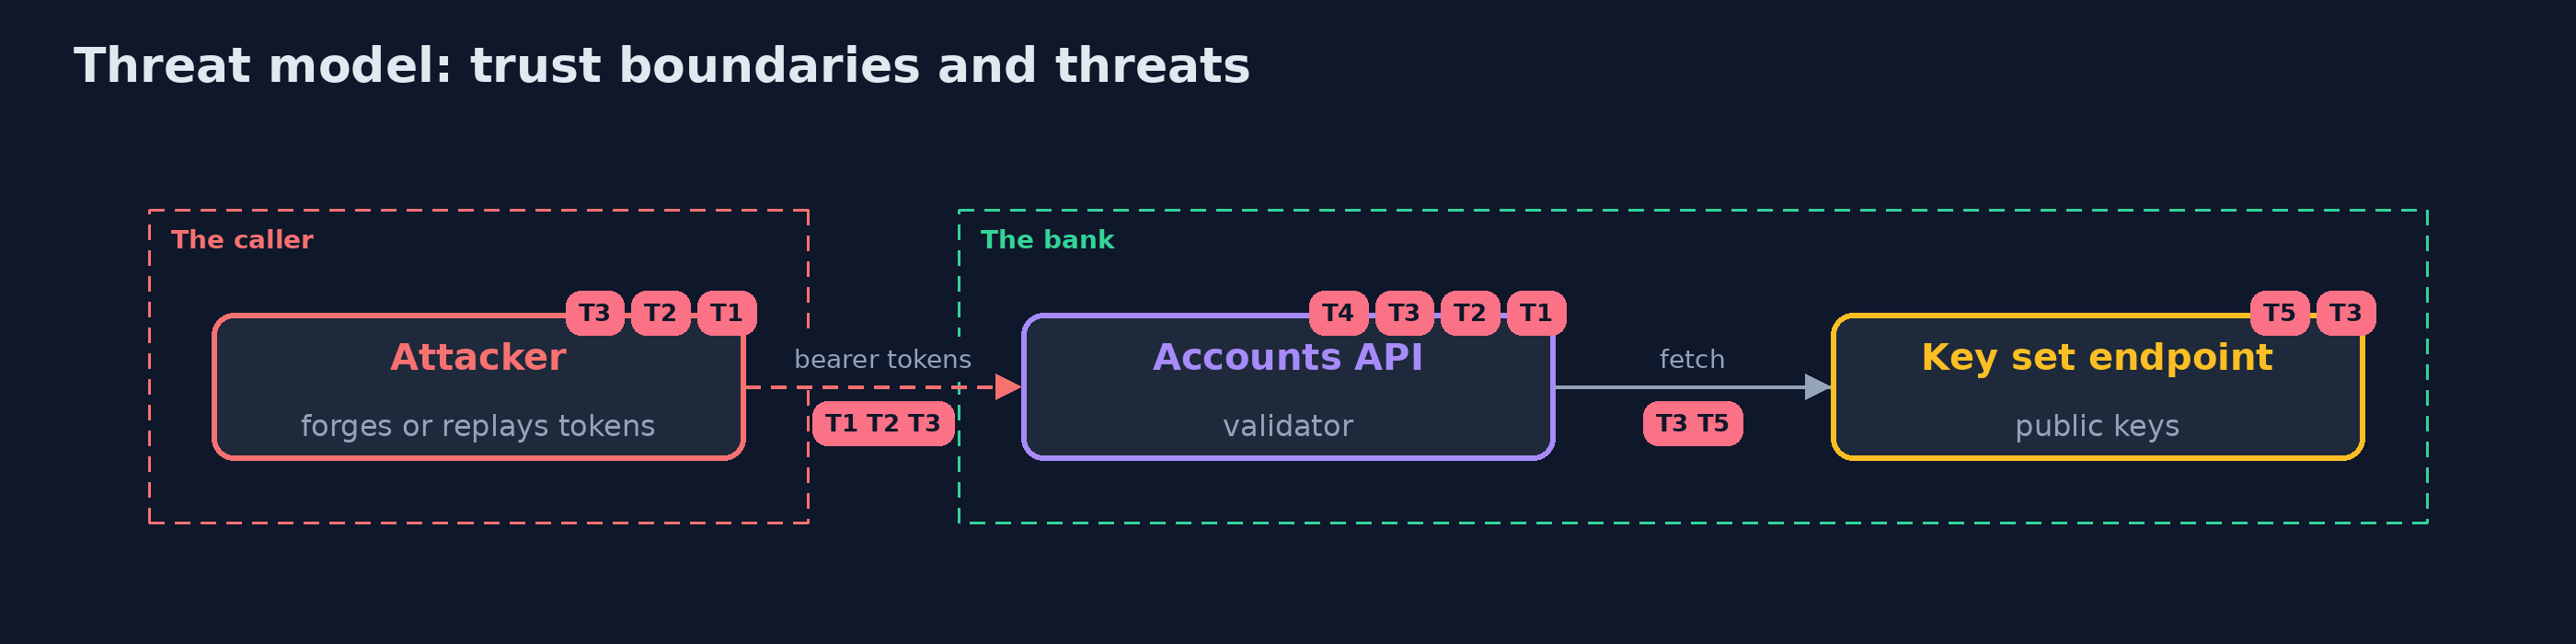 Threat model: trust boundaries and threats
The caller
The bank
T3 T2 T1
Attacker
forges or replays tokens
bearer tokens
T1 T2 T3
T4 T3 T2 T1
Accounts API
validator
fetch
T3 T5
T5 T3
Key set endpoint
public keys